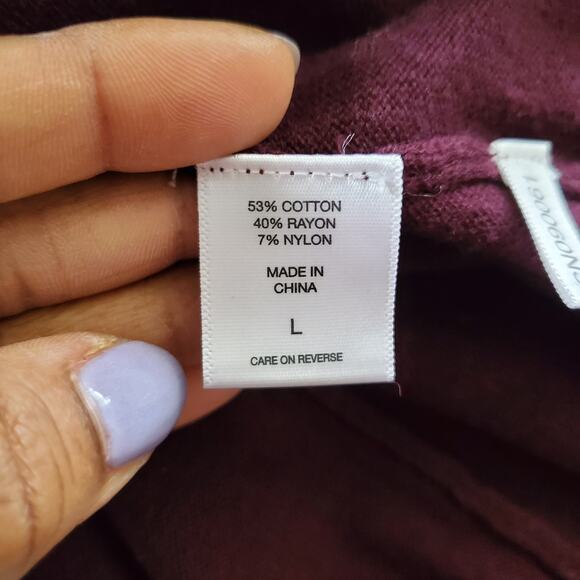 53% COTTON
40% RAYON
7% NYLON
MADE IN
CHINA
L
CARE ON REVERSE